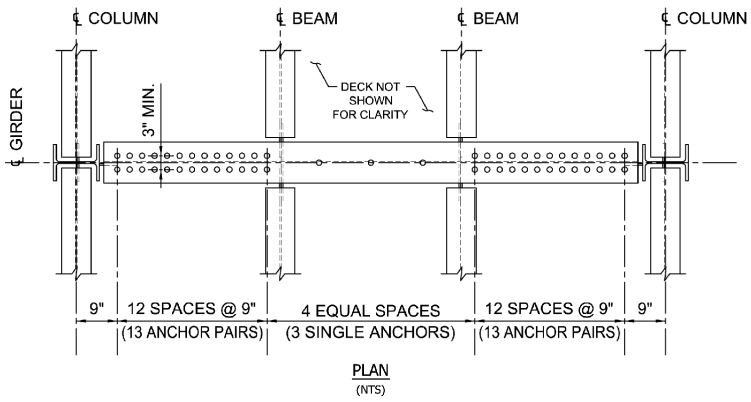 ℄ COLUMN
℄ BEAM
℄ BEAM
℄ COLUMN
℄ GIRDER
3" MIN.
DECK NOT
SHOWN
FOR CLARITY
9"
12 SPACES @ 9"
(13 ANCHOR PAIRS)
4 EQUAL SPACES
(3 SINGLE ANCHORS)
12 SPACES @ 9"
(13 ANCHOR PAIRS)
9"
PLAN
(NTS)